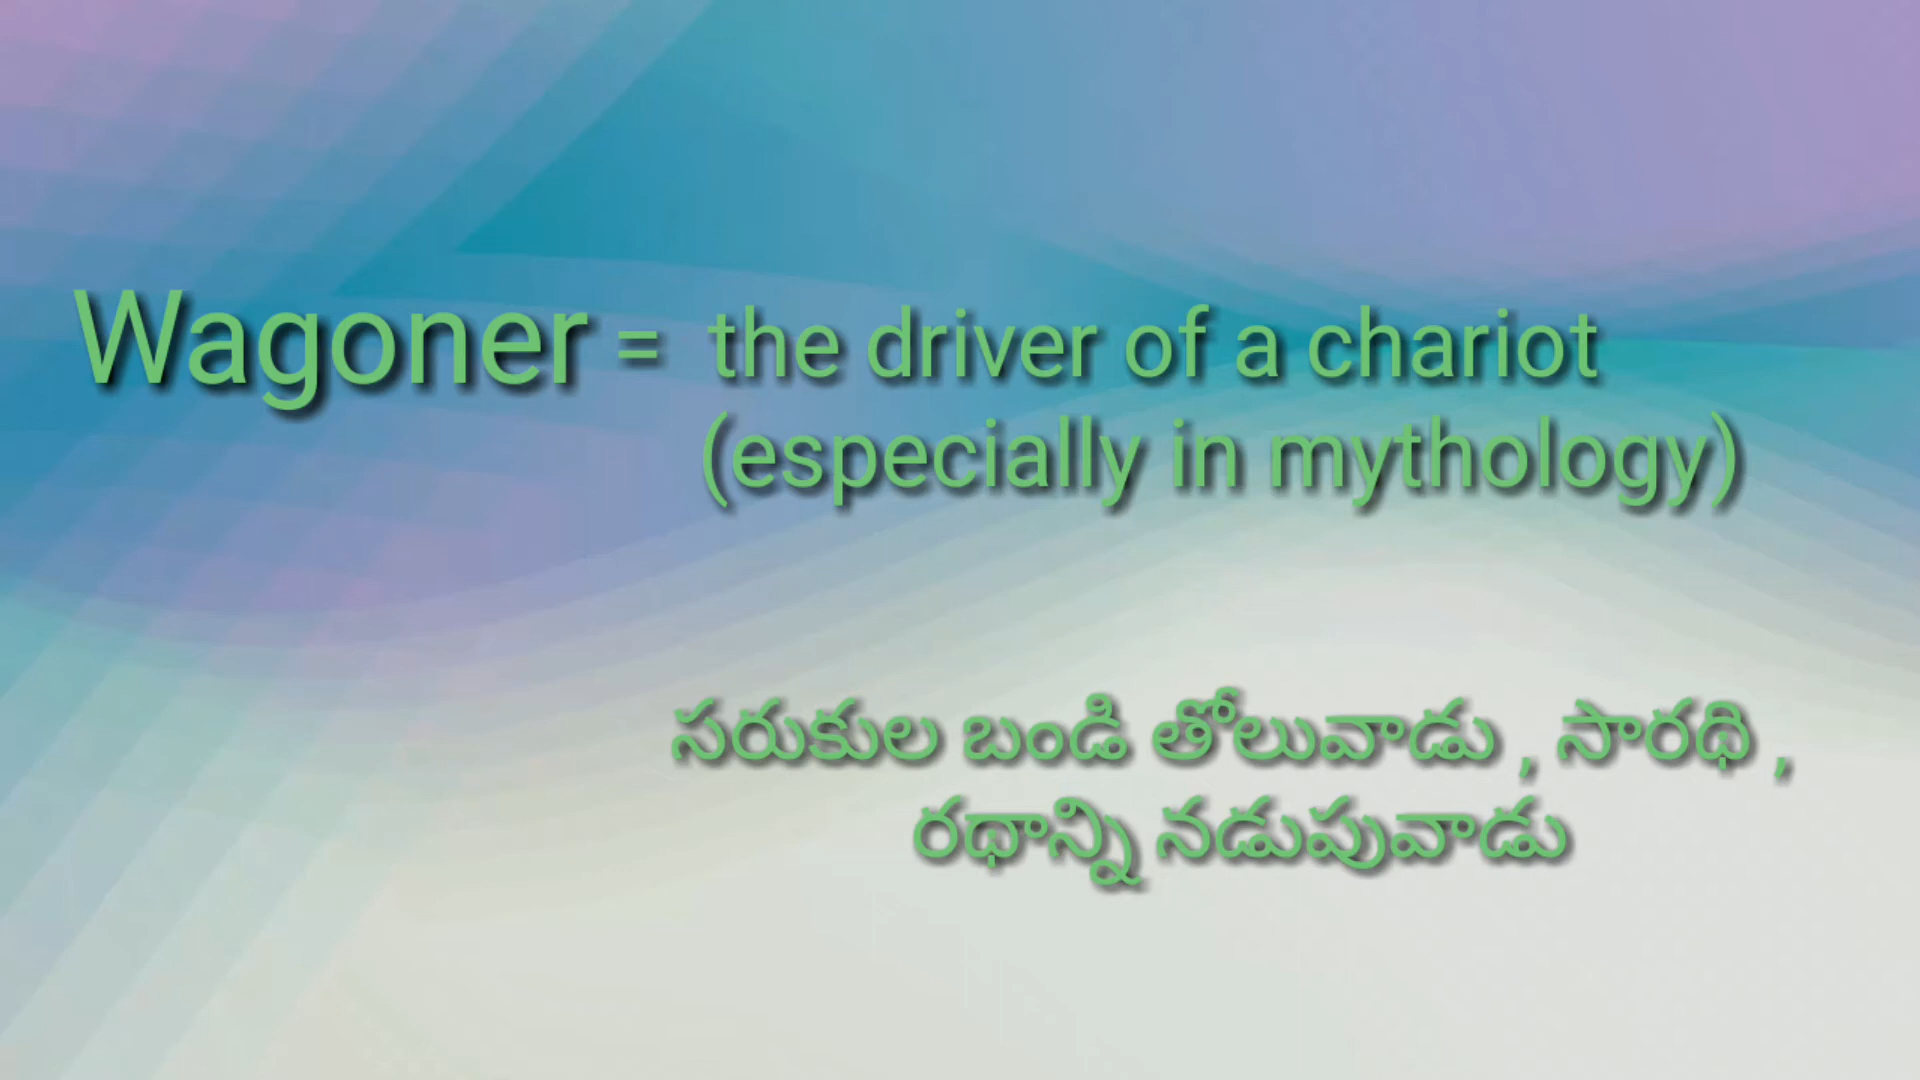 Wagoner = the driver of a chariot
(especially in mythology)
సరుకుల బండి తోలువాడు , సారథి ,
రథాన్ని నడుపువాడు